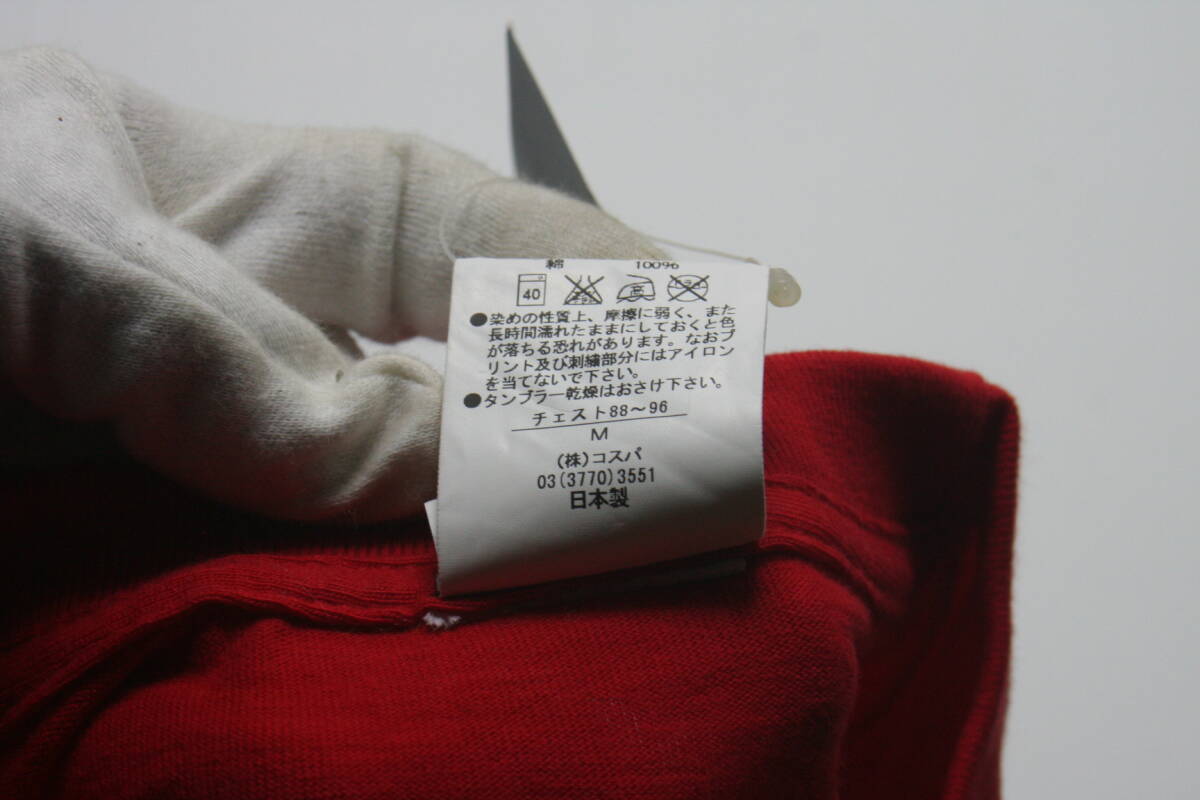 綿 100%
40 高
●染めの性質上、摩擦に弱く、また
長時間濡れたままにしておくと色
が落ちる恐れがあります。なおプ
リント及び刺繍部分にはアイロン
を当てないで下さい。
●タンブラー乾燥はおさけ下さい。
チェスト88～96
M
(株)コスパ
03(3770)3551
日本製